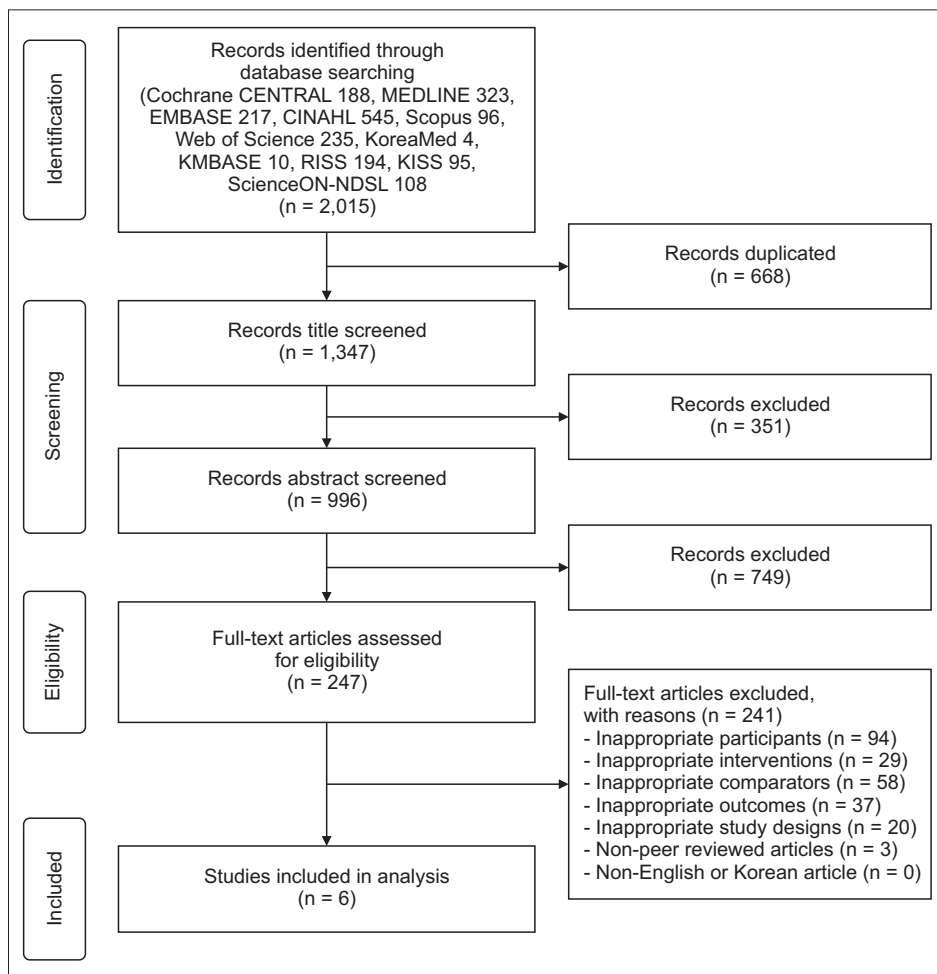 Identification
Records identified through
database searching
(Cochrane CENTRAL 188, MEDLINE 323,
EMBASE 217, CINAHL 545, Scopus 96,
Web of Science 235, KoreaMed 4,
KMBASE 10, RISS 194, KISS 95,
ScienceON-NDSL 108
(n = 2,015)
Records duplicated
(n = 668)
Screening
Records title screened
(n = 1,347)
Records excluded
(n = 351)
Records abstract screened
(n = 996)
Records excluded
(n = 749)
Eligibility
Full-text articles assessed
for eligibility
(n = 247)
Full-text articles excluded,
with reasons (n = 241)
- Inappropriate participants (n = 94)
- Inappropriate interventions (n = 29)
- Inappropriate comparators (n = 58)
- Inappropriate outcomes (n = 37)
- Inappropriate study designs (n = 20)
- Non-peer reviewed articles (n = 3)
- Non-English or Korean article (n = 0)
Included
Studies included in analysis
(n = 6)